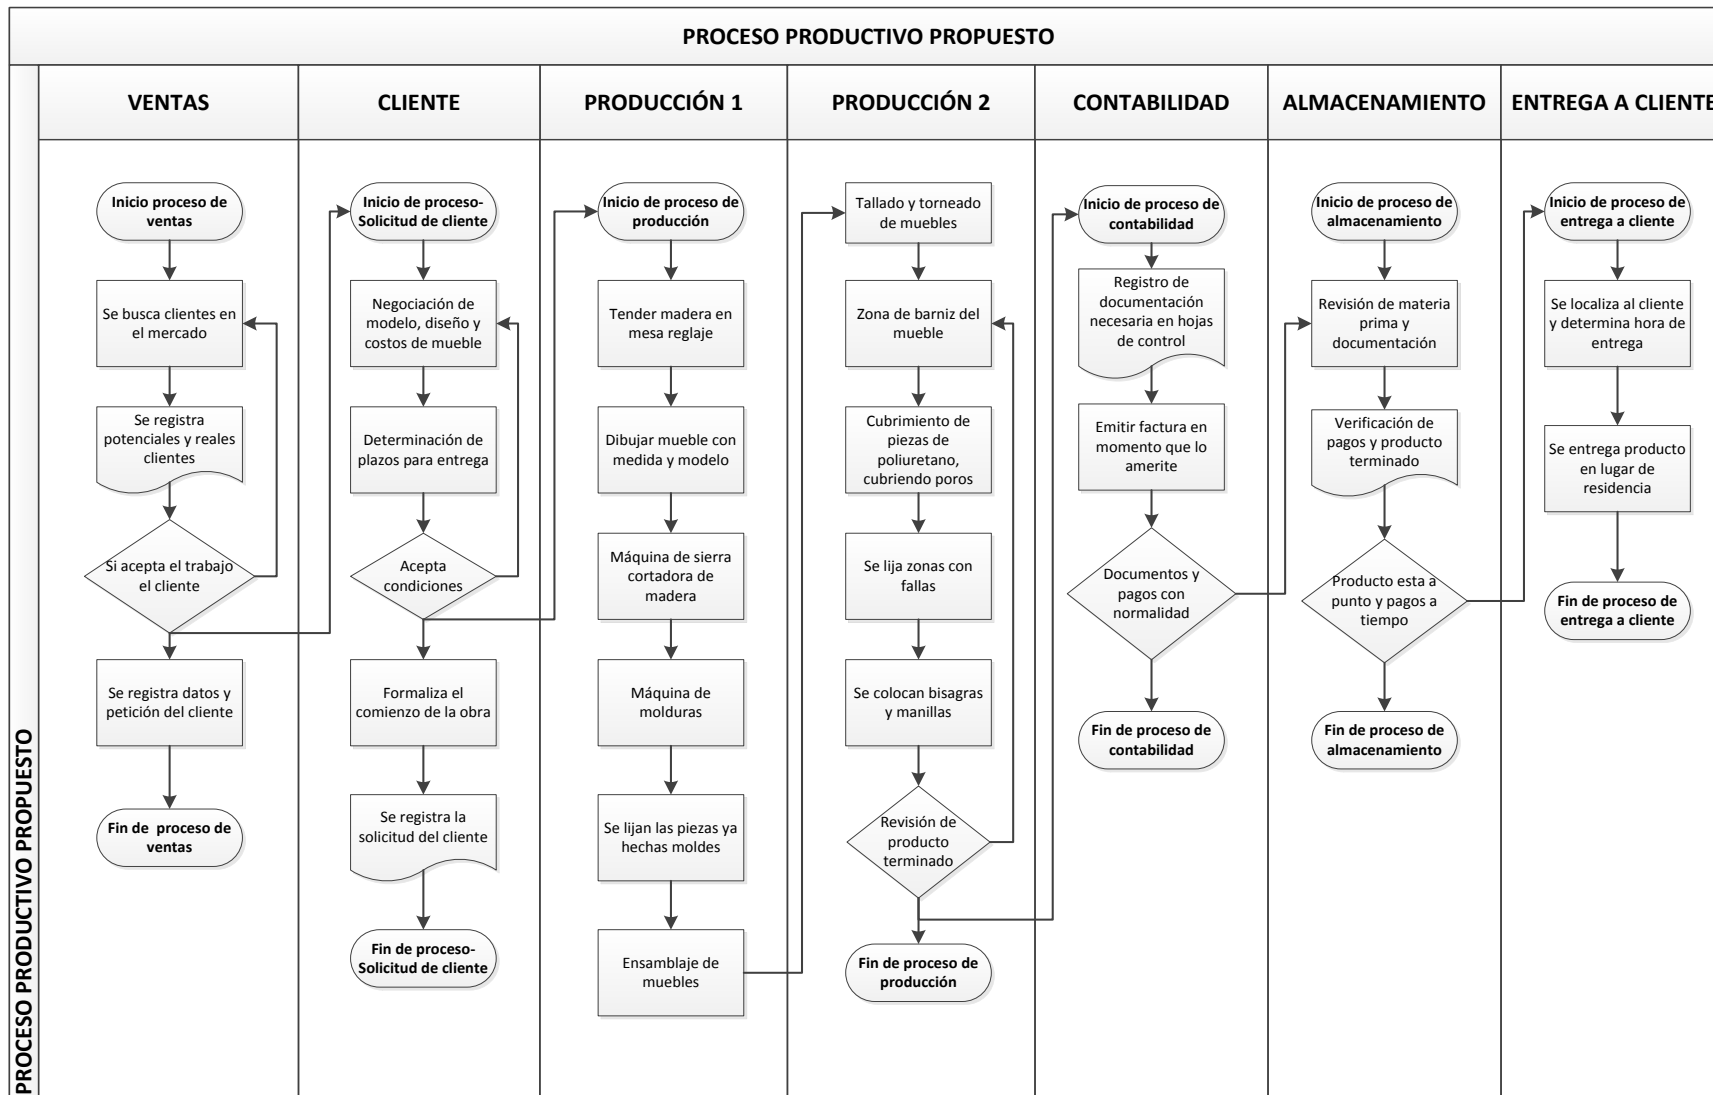 PROCESO PRODUCTIVO PROPUESTO
PROCESO PRODUCTIVO PROPUESTO
VENTAS
CLIENTE
PRODUCCIÓN 1
PRODUCCIÓN 2
CONTABILIDAD
ALMACENAMIENTO
ENTREGA A CLIENTE
Inicio proceso de
ventas
Se busca clientes en
el mercado
Se registra
potenciales y reales
clientes
Si acepta el trabajo
el cliente
Se registra datos y
petición del cliente
Fin de proceso de
ventas
Inicio de proceso-
Solicitud de cliente
Negociación de
modelo, diseño y
costos de mueble
Determinación de
plazos para entrega
Acepta
condiciones
Formaliza el
comienzo de la obra
Se registra la
solicitud del cliente
Fin de proceso-
Solicitud de cliente
Inicio de proceso de
producción
Tender madera en
mesa reglaje
Dibujar mueble con
medida y modelo
Máquina de sierra
cortadora de
madera
Máquina de
molduras
Se lijan las piezas ya
hechas moldes
Ensamblaje de
muebles
Tallado y torneado
de muebles
Zona de barniz del
mueble
Cubrimiento de
piezas de
poliuretano,
cubriendo poros
Se lija zonas con
fallas
Se colocan bisagras
y manillas
Revisión de
producto
terminado
Fin de proceso de
producción
Inicio de proceso de
contabilidad
Registro de
documentación
necesaria en hojas
de control
Emitir factura en
momento que lo
amerite
Documentos y
pagos con
normalidad
Fin de proceso de
contabilidad
Inicio de proceso de
almacenamiento
Revisión de materia
prima y
documentación
Verificación de
pagos y producto
terminado
Producto esta a
punto y pagos a
tiempo
Fin de proceso de
almacenamiento
Inicio de proceso de
entrega a cliente
Se localiza al cliente
y determina hora de
entrega
Se entrega producto
en lugar de
residencia
Fin de proceso de
entrega a cliente